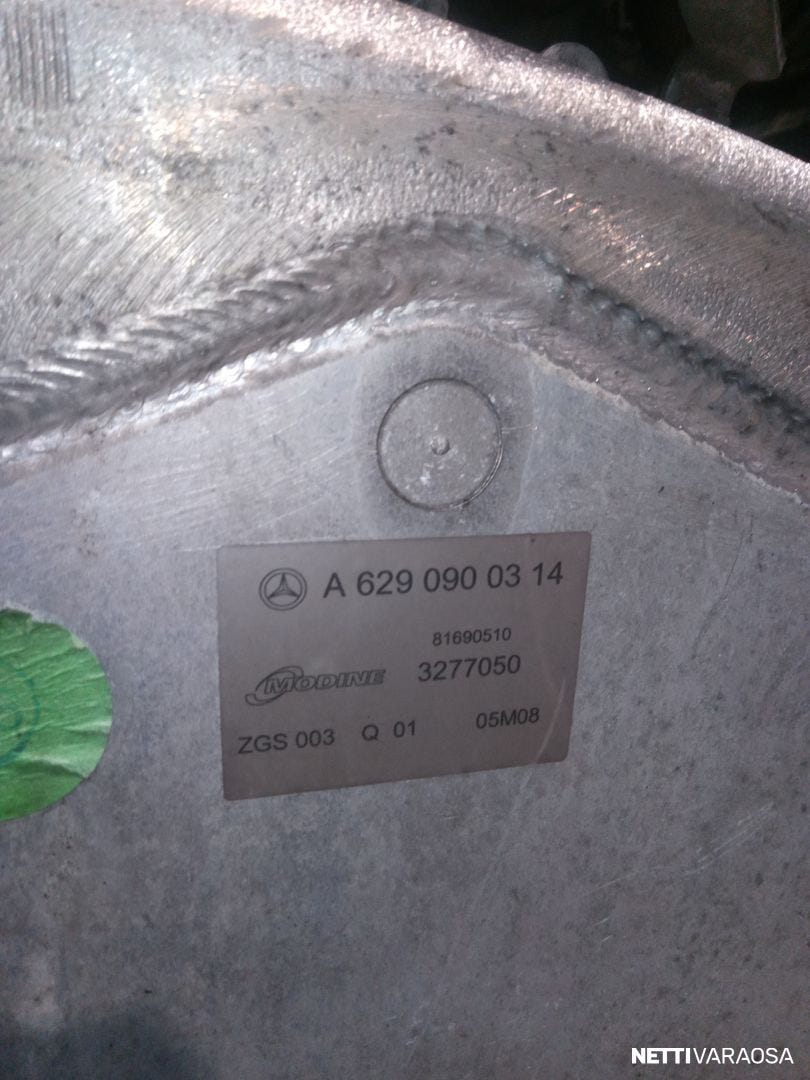 A 629 090 03 14
81690510
MODINE 3277050
ZGS 003 Q 01 05M08
NETTIVARAOSA